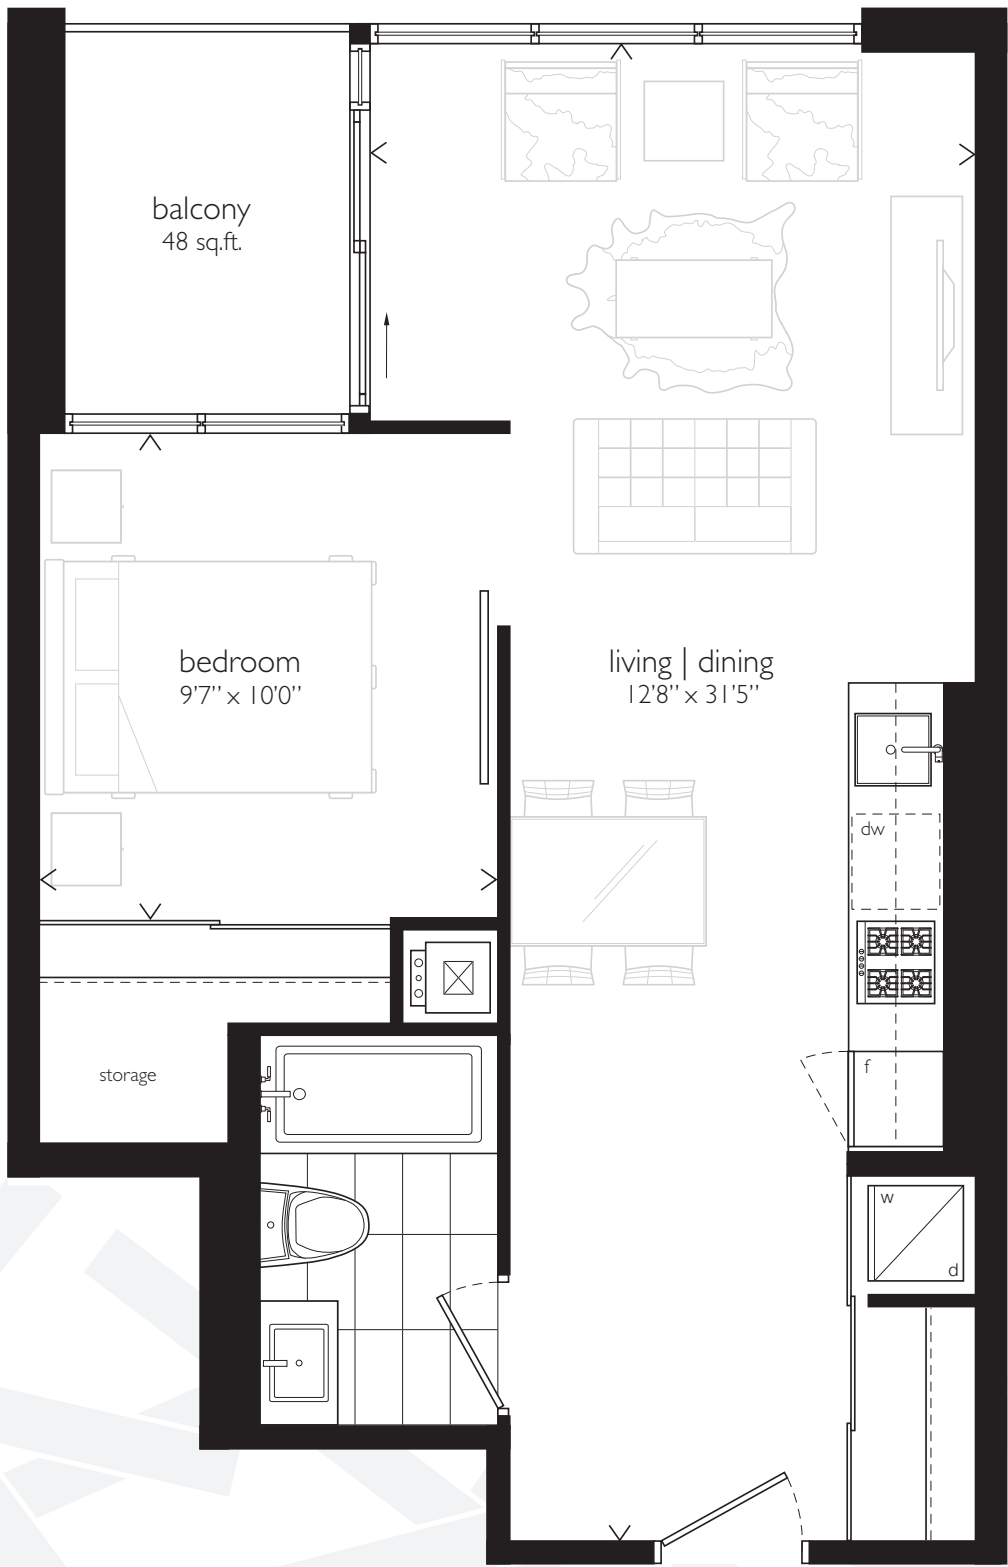 balcony
48 sq.ft.
bedroom
9'7'' x 10'0''
living | dining
12'8'' x 31'5''
dw
f
storage
w
d